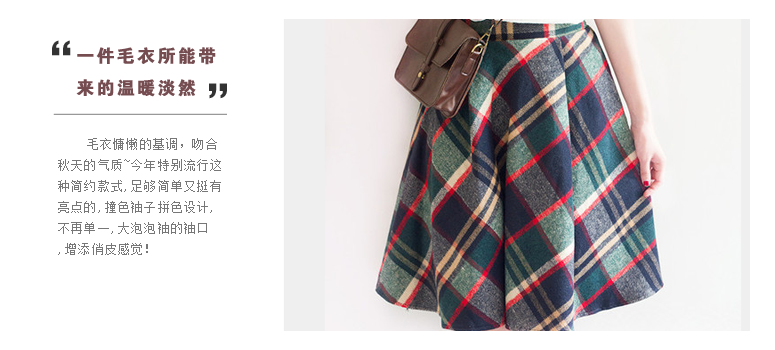 “一件毛衣所能带
来的温暖淡然”
毛衣慵懒的基调，吻合
秋天的气质~今年特别流行这
种简约款式,足够简单又挺有
亮点的,撞色袖子拼色设计,
不再单一,大泡泡袖的袖口
,增添俏皮感觉!